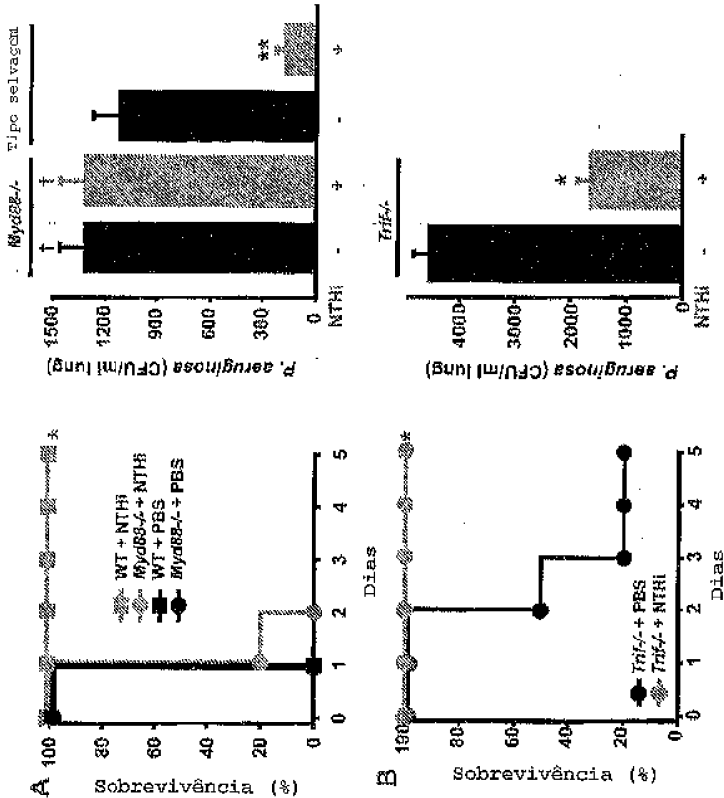 A
Sobrevivência (%)
100
80
60
40
20
0
0 1 2 3 4 5
Dias
*
WT + NTHi
Myd88-/- + NTHi
WT + PBS
Myd88-/- + PBS
Myd88-/- Tipo selvagem
P. aeruginosa (CFU/ml lung)
1500
1200
900
600
300
0
† † **
NTHi - + - +
B
Sobrevivência (%)
100
80
60
40
20
0
0 1 2 3 4 5
Dias
*
Trif-/- + PBS
Trif-/- + NTHi
Trif-/-
P. aeruginosa (CFU/ml lung)
4000
3000
2000
1000
0
*
NTHi - +